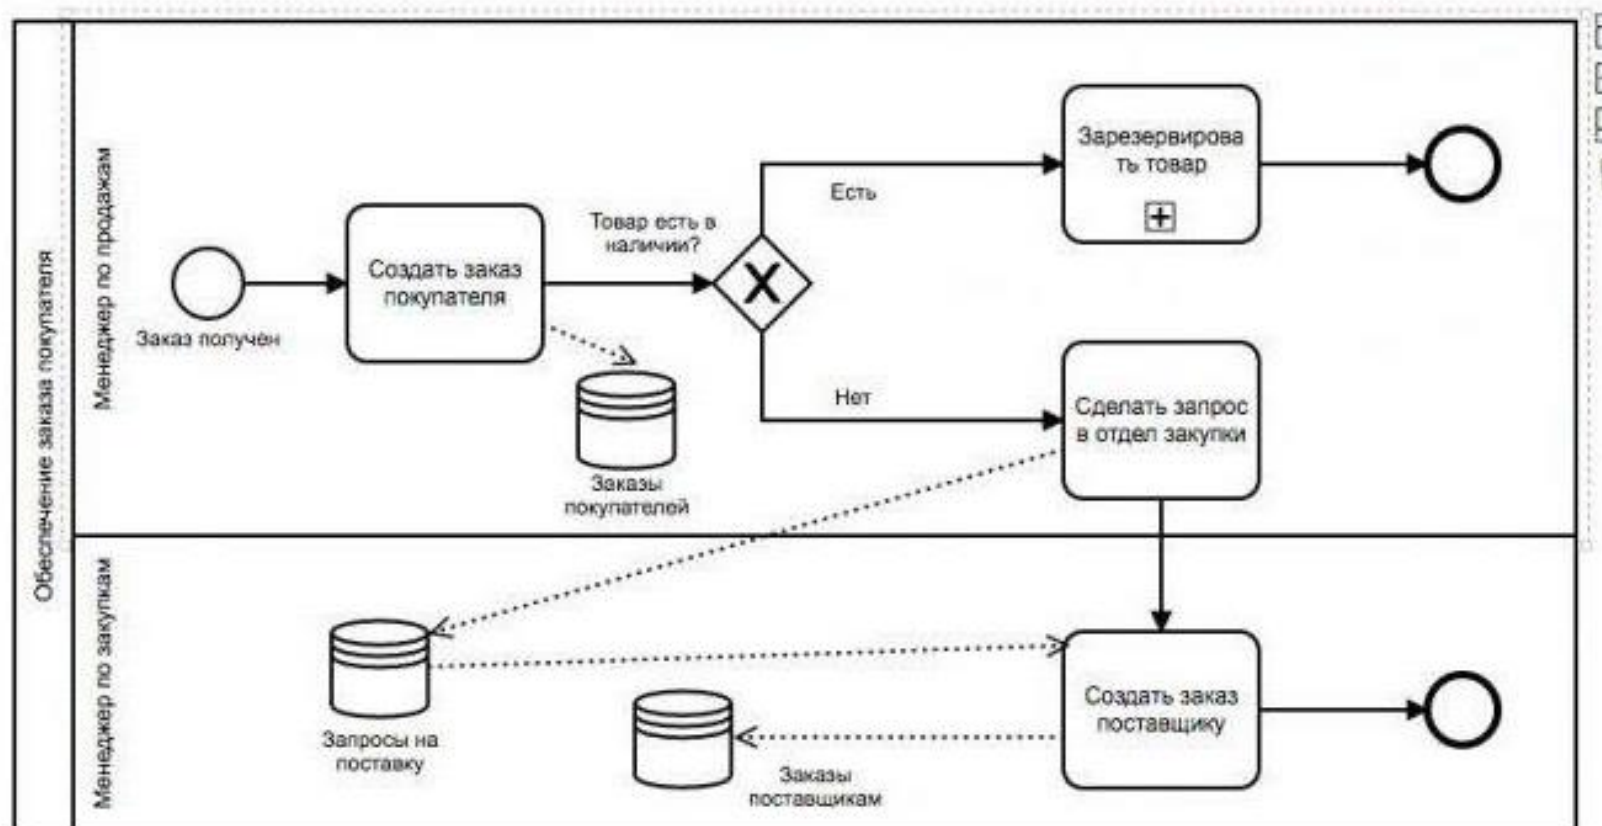 Обеспечение заказа покупателя
Менеджер по продажам
Заказ получен
Создать заказ
покупателя
Заказы
покупателей
Товар есть в
наличии?
Есть
Нет
Зарезервирова
ть товар
Сделать запрос
в отдел закупки
Менеджер по закупкам
Запросы на
поставку
Заказы
поставщикам
Создать заказ
поставщику